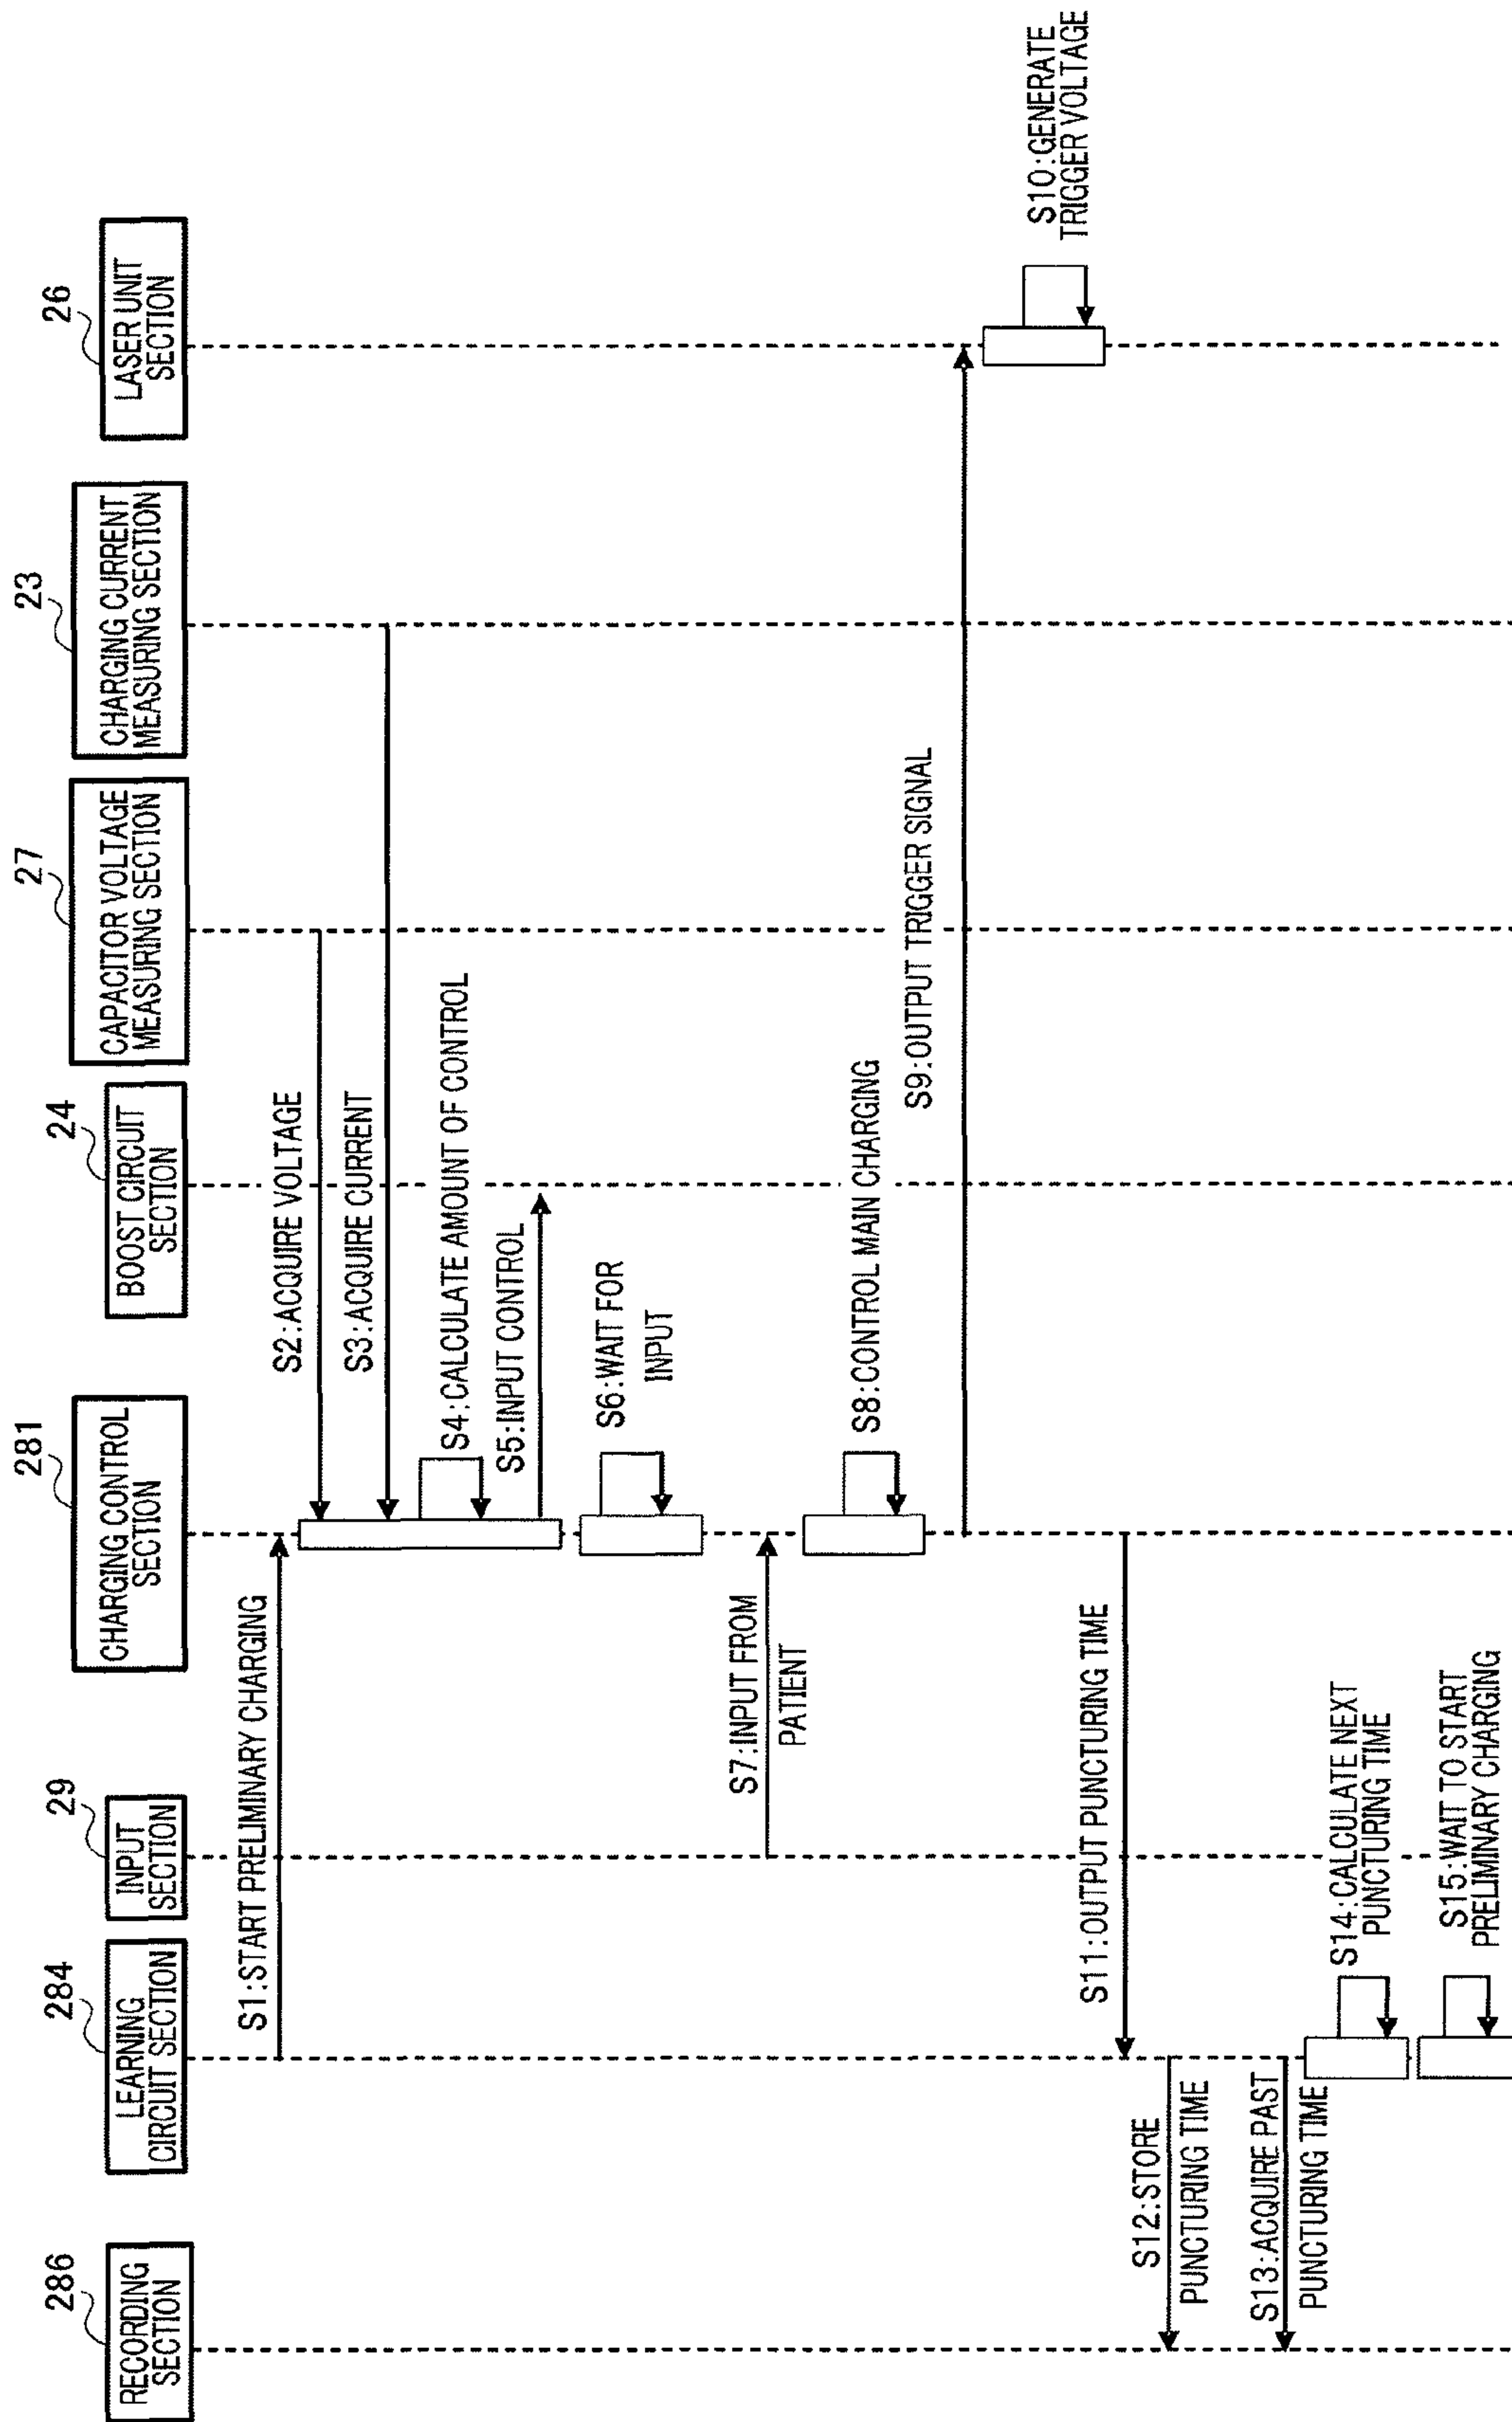 286
RECORDING
SECTION
284
LEARNING
CIRCUIT SECTION
29
INPUT
SECTION
281
CHARGING CONTROL
SECTION
24
BOOST CIRCUIT
SECTION
27
CAPACITOR VOLTAGE
MEASURING SECTION
23
CHARGING CURRENT
MEASURING SECTION
26
LASER UNIT
SECTION
S1:START PRELIMINARY CHARGING
S2:ACQUIRE VOLTAGE
S3:ACQUIRE CURRENT
S4:CALCULATE AMOUNT OF CONTROL
S5:INPUT CONTROL
S6:WAIT FOR
INPUT
S7:INPUT FROM
PATIENT
S8:CONTROL MAIN CHARGING
S9:OUTPUT TRIGGER SIGNAL
S10:GENERATE
TRIGGER VOLTAGE
S11:OUTPUT PUNCTURING TIME
S12:STORE
PUNCTURING TIME
S13:ACQUIRE PAST
PUNCTURING TIME
S14:CALCULATE NEXT
PUNCTURING TIME
S15:WAIT TO START
PRELIMINARY CHARGING